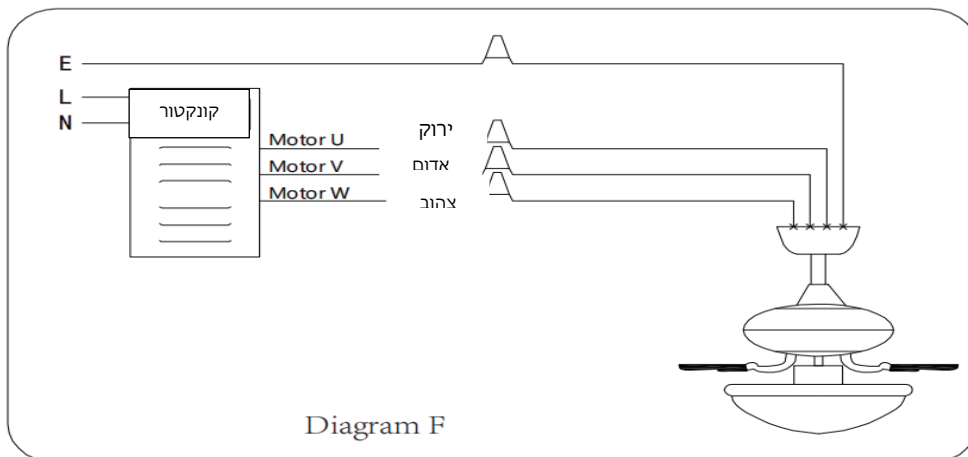 E
L
N
קונקטור
Motor U ירוק
Motor V אדום
Motor W צהוב
Diagram F